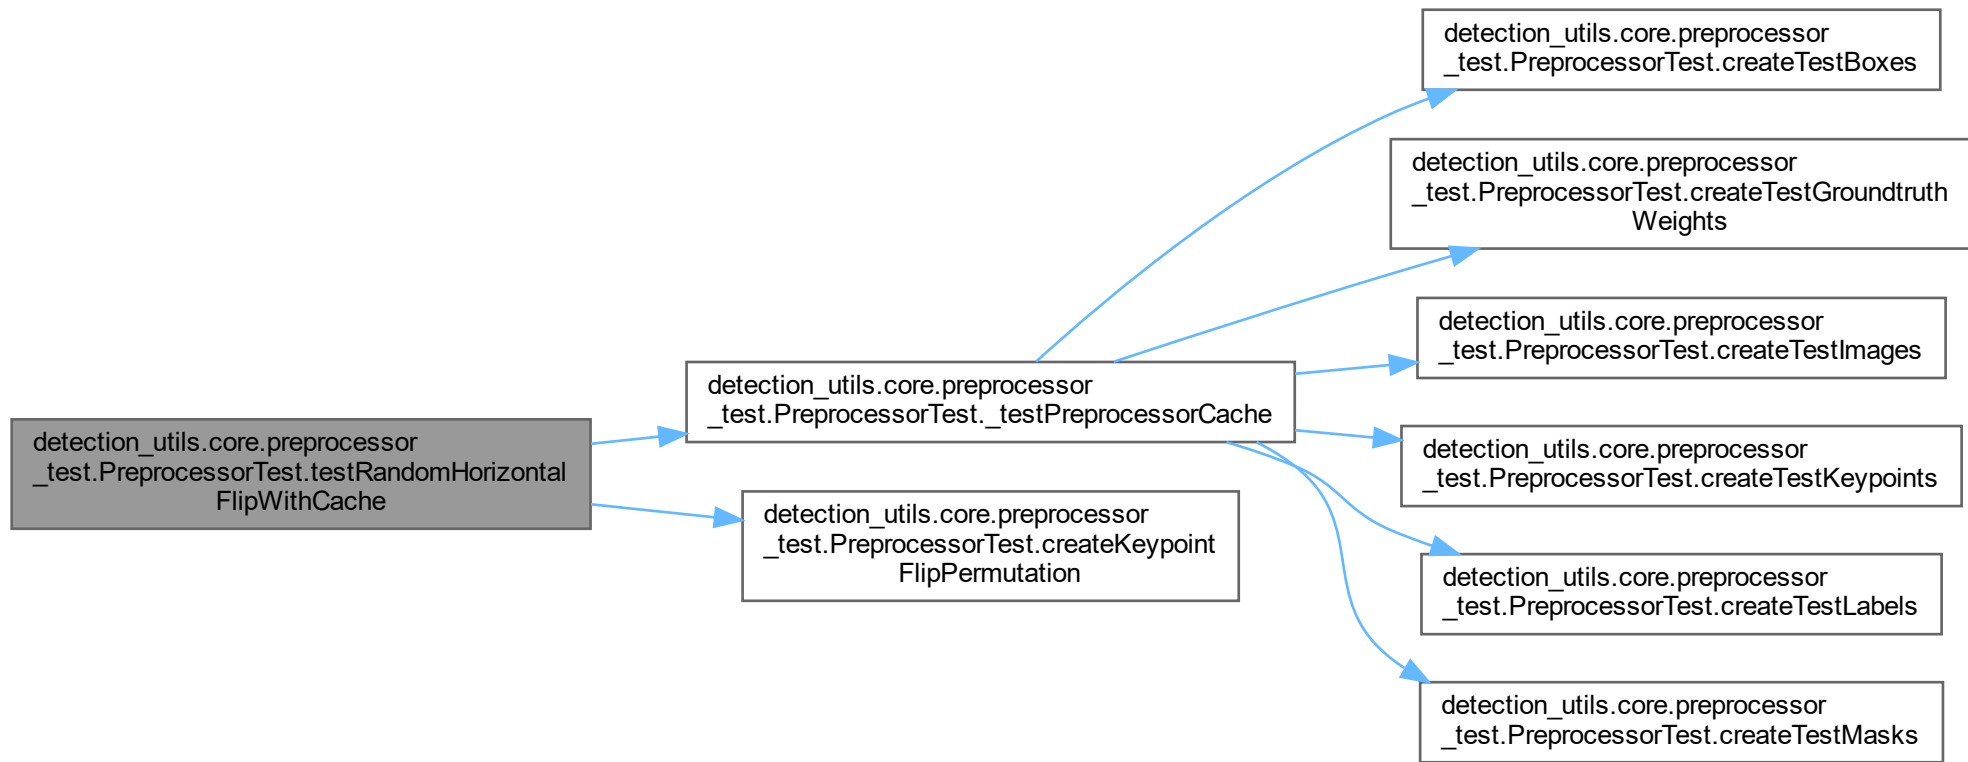 detection_utils.core.preprocessor
_test.PreprocessorTest.testRandomHorizontal
FlipWithCache
detection_utils.core.preprocessor
_test.PreprocessorTest._testPreprocessorCache
detection_utils.core.preprocessor
_test.PreprocessorTest.createKeypoint
FlipPermutation
detection_utils.core.preprocessor
_test.PreprocessorTest.createTestBoxes
detection_utils.core.preprocessor
_test.PreprocessorTest.createTestGroundtruth
Weights
detection_utils.core.preprocessor
_test.PreprocessorTest.createTestImages
detection_utils.core.preprocessor
_test.PreprocessorTest.createTestKeypoints
detection_utils.core.preprocessor
_test.PreprocessorTest.createTestLabels
detection_utils.core.preprocessor
_test.PreprocessorTest.createTestMasks